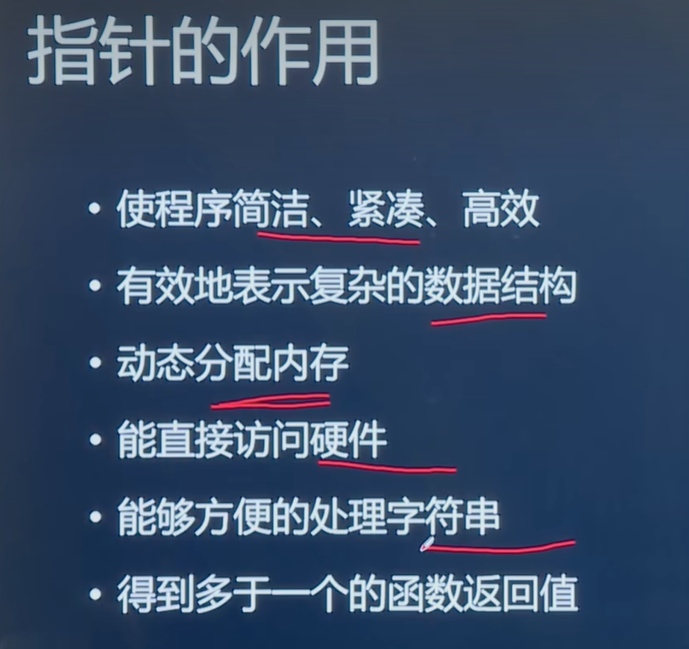 指针的作用
• 使程序简洁、紧凑、高效
• 有效地表示复杂的数据结构
• 动态分配内存
• 能直接访问硬件
• 能够方便的处理字符串
• 得到多于一个的函数返回值